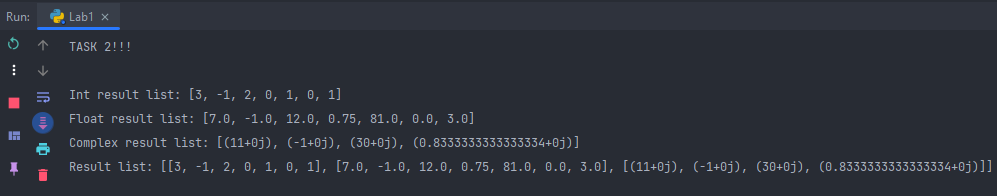 Run: Lab1
TASK 2!!!
Int result list: [3, -1, 2, 0, 1, 0, 1]
Float result list: [7.0, -1.0, 12.0, 0.75, 81.0, 0.0, 3.0]
Complex result list: [(11+0j), (-1+0j), (30+0j), (0.8333333333333334+0j)]
Result list: [[3, -1, 2, 0, 1, 0, 1], [7.0, -1.0, 12.0, 0.75, 81.0, 0.0, 3.0], [(11+0j), (-1+0j), (30+0j), (0.8333333333333334+0j)]]